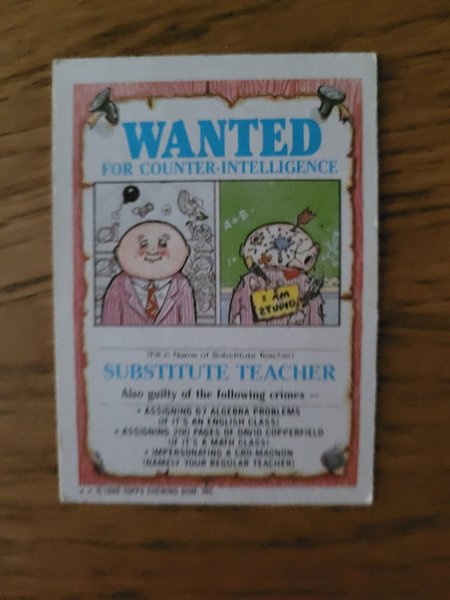 WANTED
FOR COUNTER-INTELLIGENCE
A+B
I AM
ZTUPID
(Fill in Name of Substitute Teacher)
SUBSTITUTE TEACHER
Also guilty of the following crimes —
• ASSIGNING 67 ALGEBRA PROBLEMS
(IF IT'S AN ENGLISH CLASS)
• ASSIGNING 200 PAGES OF DAVID COPPERFIELD
(IF IT'S A MATH CLASS)
• IMPERSONATING A CRO-MAGNON
(NAMELY YOUR REGULAR TEACHER)
© 1986 TOPPS CHEWING GUM, INC.